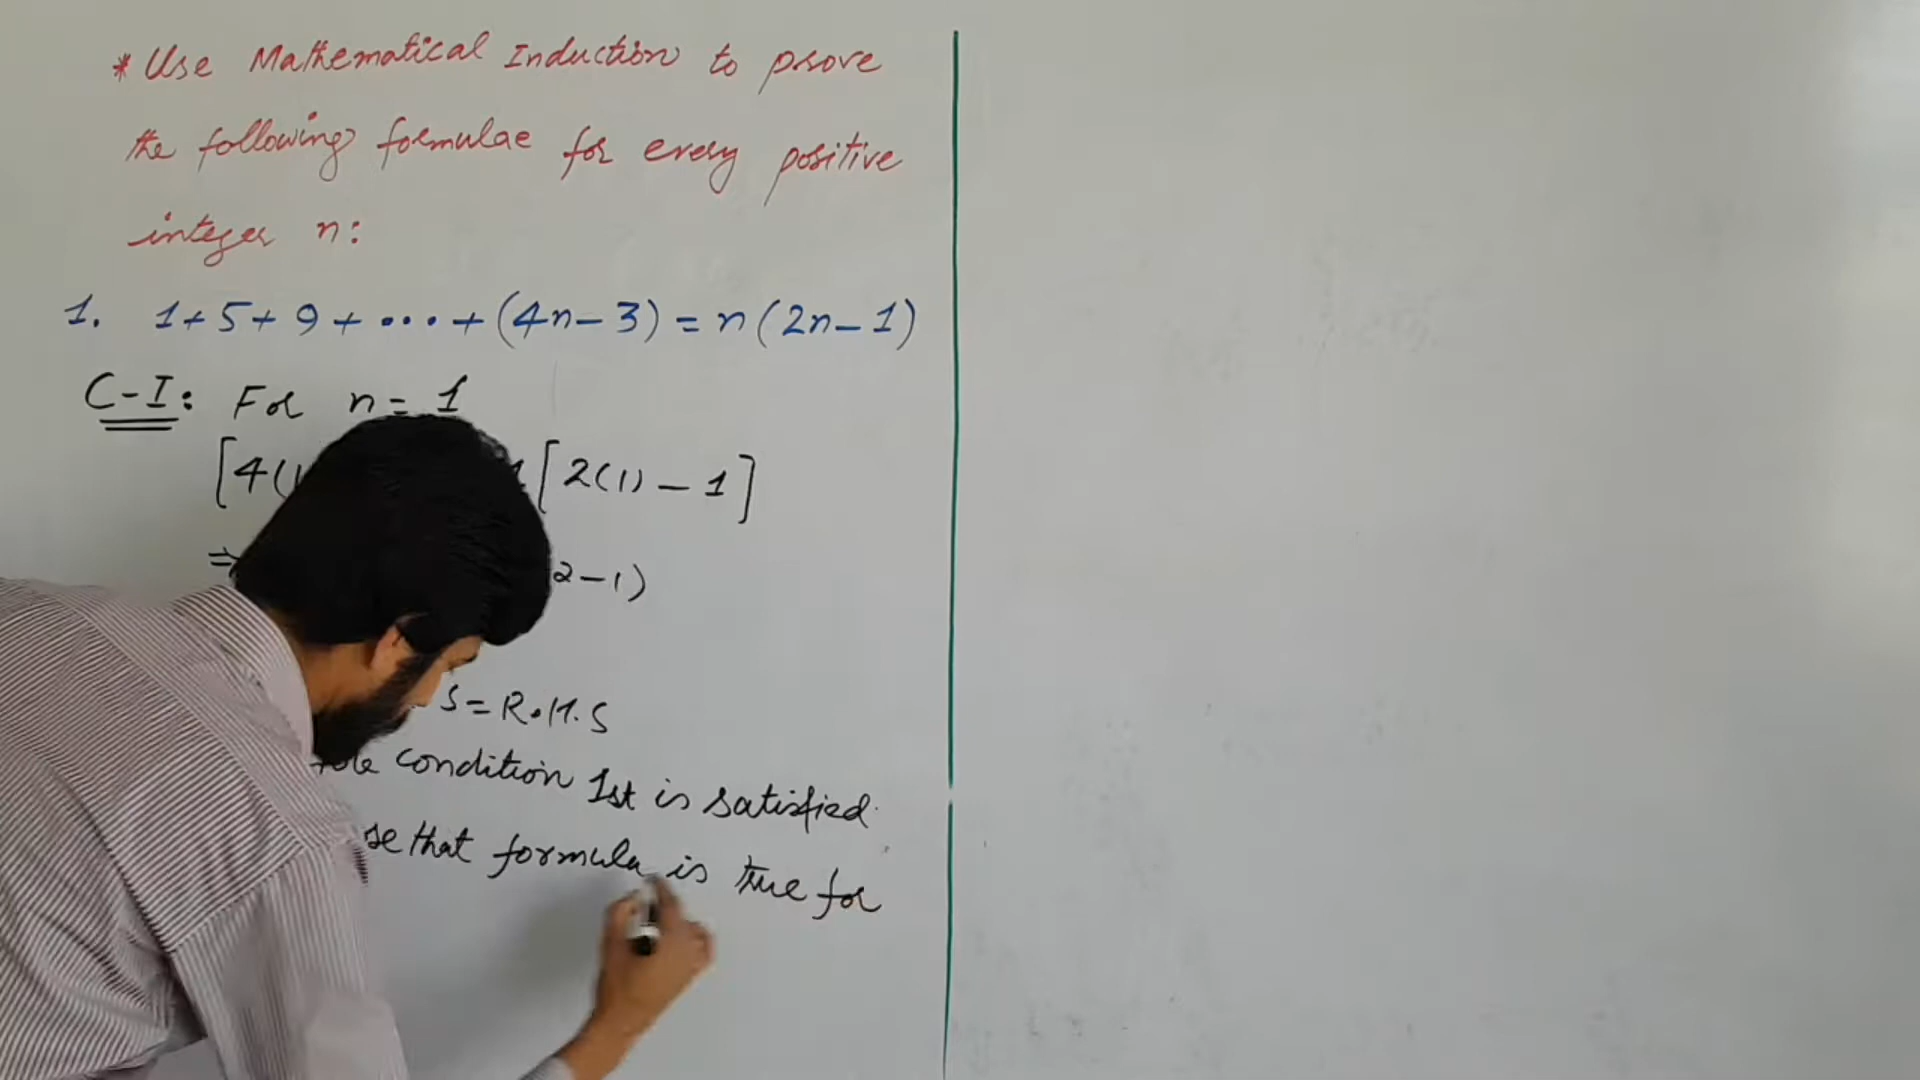 * Use Mathematical Induction to prove
the following formulae for every positive
integer n:
1. 1+5+9+...+(4n-3)=n(2n-1)
C-I: For n=1
[4(1 [2(1)-1]
⇒ 2-1)
S=R.H.S
condition 1st is satisfied.
se that formula is true for